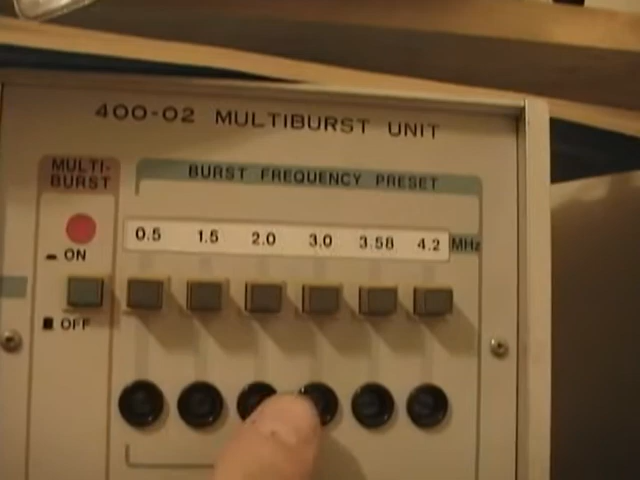 400-02 MULTIBURST UNIT
MULTI-
BURST
BURST FREQUENCY PRESET
0.5 1.5 2.0 3.0 3.58 4.2 MHz
ON
OFF